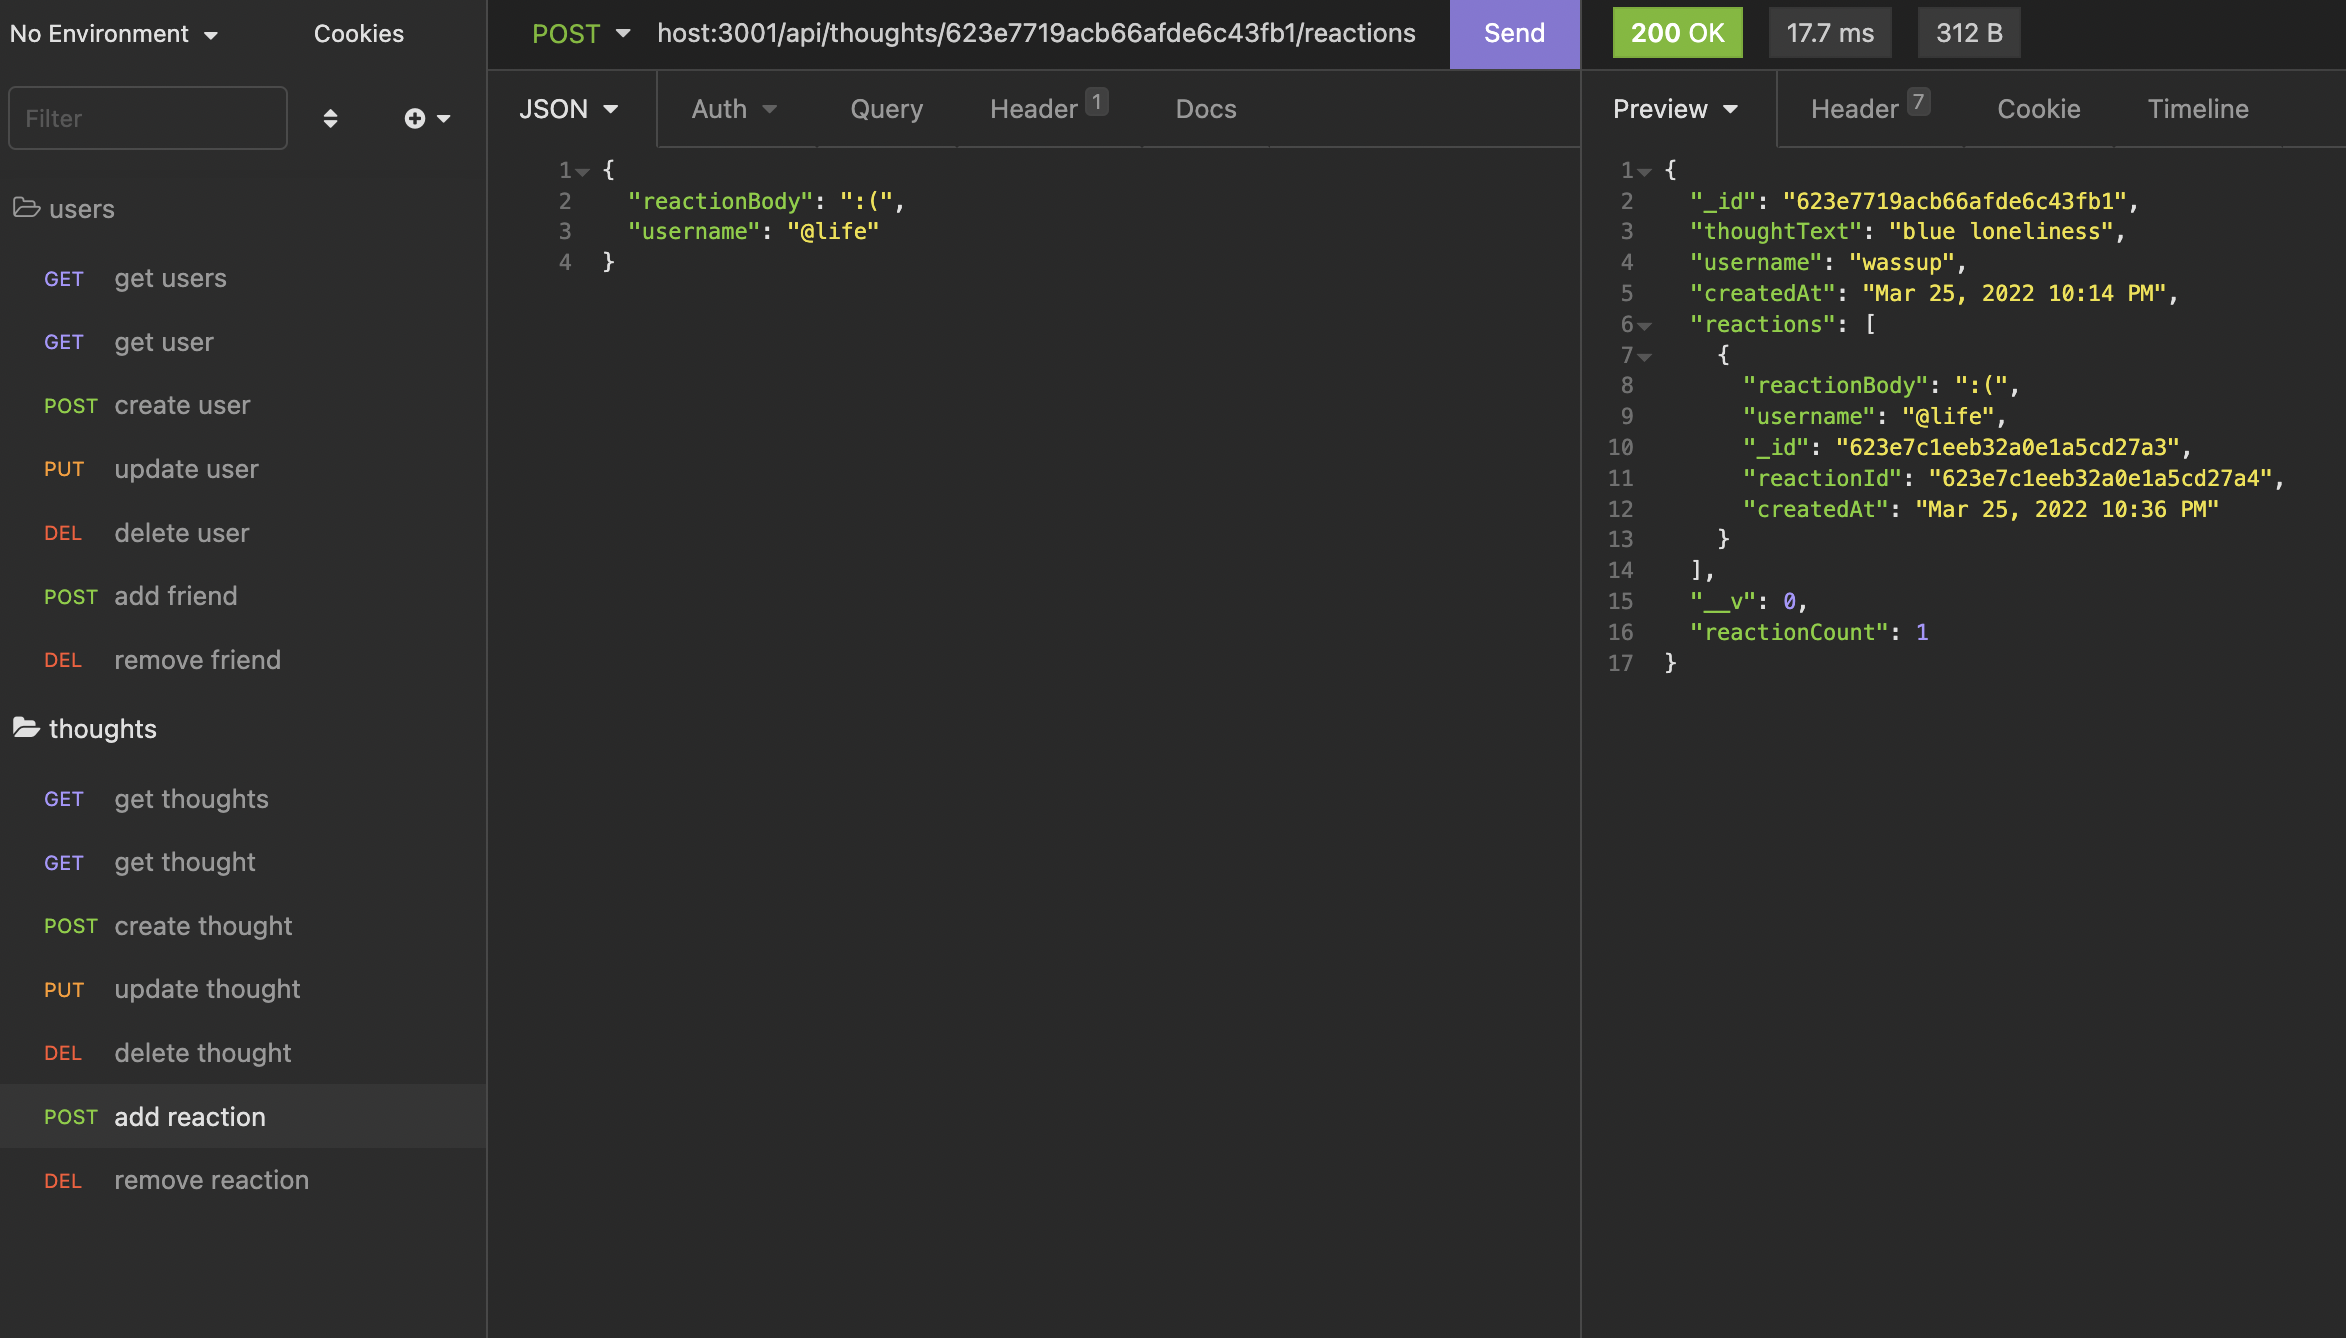 No Environment
Cookies
Filter
users
GET get users
GET get user
POST create user
PUT update user
DEL delete user
POST add friend
DEL remove friend
thoughts
GET get thoughts
GET get thought
POST create thought
PUT update thought
DEL delete thought
POST add reaction
DEL remove reaction
POST host:3001/api/thoughts/623e7719acb66afde6c43fb1/reactions Send
JSON Auth Query Header 1 Docs
1 {
2 "reactionBody": ":(",
3 "username": "@life"
4 }
200 OK 17.7 ms 312 B
Preview Header 7 Cookie Timeline
1 {
2 "_id": "623e7719acb66afde6c43fb1",
3 "thoughtText": "blue loneliness",
4 "username": "wassup",
5 "createdAt": "Mar 25, 2022 10:14 PM",
6 "reactions": [
7 {
8 "reactionBody": ":(",
9 "username": "@life",
10 "_id": "623e7c1eeb32a0e1a5cd27a3",
11 "reactionId": "623e7c1eeb32a0e1a5cd27a4",
12 "createdAt": "Mar 25, 2022 10:36 PM"
13 }
14 ],
15 "__v": 0,
16 "reactionCount": 1
17 }